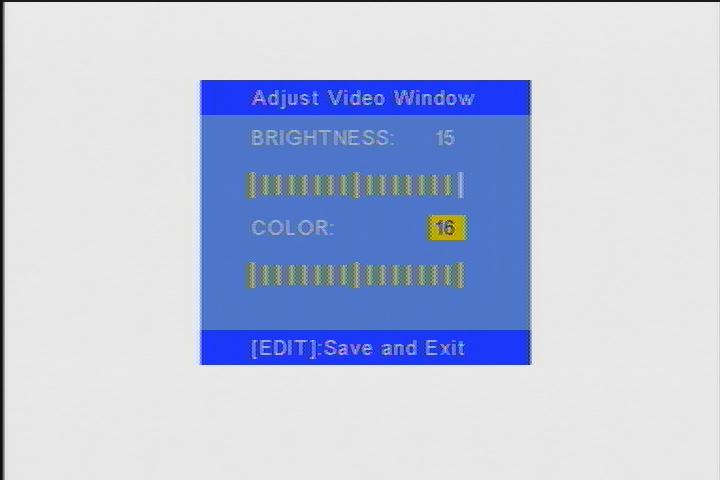 Adjust Video Window
BRIGHTNESS: 15
COLOR: 16
[EDIT]:Save and Exit